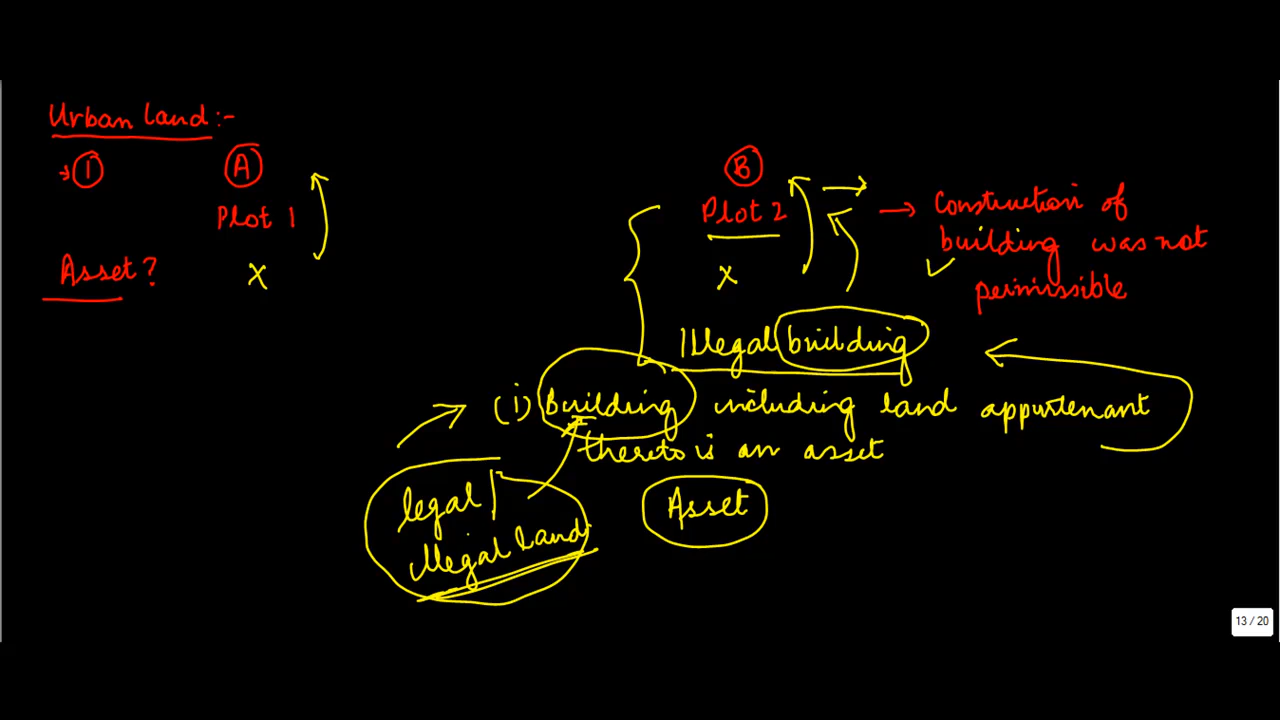 Urban land :-
→ 1 A B
Plot 1 Plot 2 → Construction of
building was not
permissible
Asset? X X
Illegal building
(i) Building including land appurtenant
thereto is an asset
legal/
illegal land
Asset
13 / 20